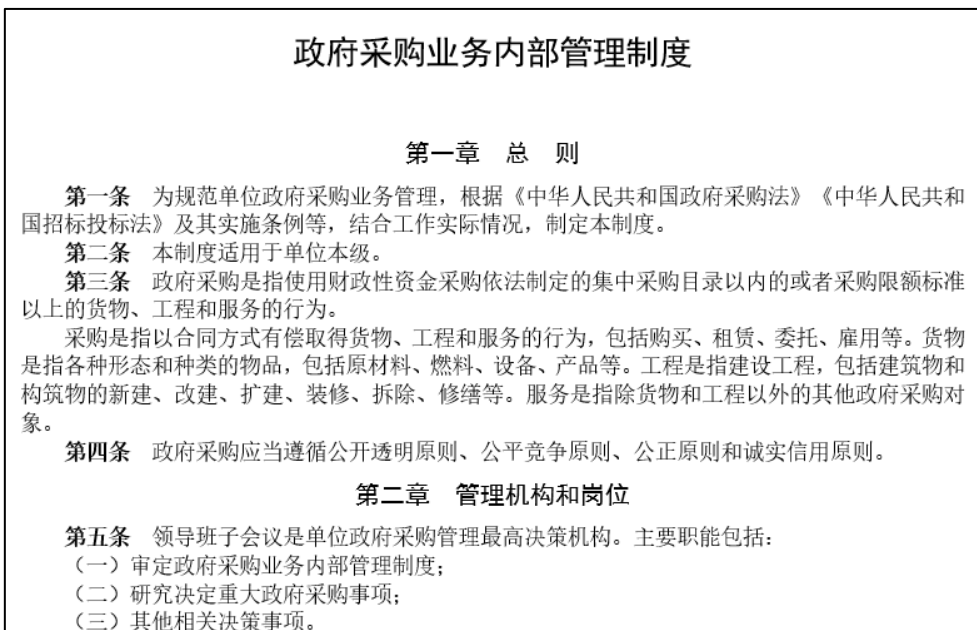 政府采购业务内部管理制度
第一章 总 则
第一条 为规范单位政府采购业务管理，根据《中华人民共和国政府采购法》《中华人民共和
国招标投标法》及其实施条例等，结合工作实际情况，制定本制度。
第二条 本制度适用于单位本级。
第三条 政府采购是指使用财政性资金采购依法制定的集中采购目录以内的或者采购限额标准
以上的货物、工程和服务的行为。
采购是指以合同方式有偿取得货物、工程和服务的行为，包括购买、租赁、委托、雇用等。货物
是指各种形态和种类的物品，包括原材料、燃料、设备、产品等。工程是指建设工程，包括建筑物和
构筑物的新建、改建、扩建、装修、拆除、修缮等。服务是指除货物和工程以外的其他政府采购对
象。
第四条 政府采购应当遵循公开透明原则、公平竞争原则、公正原则和诚实信用原则。
第二章 管理机构和岗位
第五条 领导班子会议是单位政府采购管理最高决策机构。主要职能包括：
（一）审定政府采购业务内部管理制度；
（二）研究决定重大政府采购事项；
（三）其他相关决策事项。